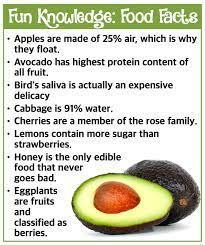 Fun Knowledge: Food Facts
• Apples are made of 25% air, which is why
they float.
• Avocado has highest protein content of
all fruit.
• Bird's saliva is actually an expensive
delicacy
• Cabbage is 91% water.
• Cherries are a member of the rose family.
• Lemons contain more sugar than
strawberries.
• Honey is the only edible
food that never
goes bad.
• Eggplants
are fruits
and
classified as
berries.